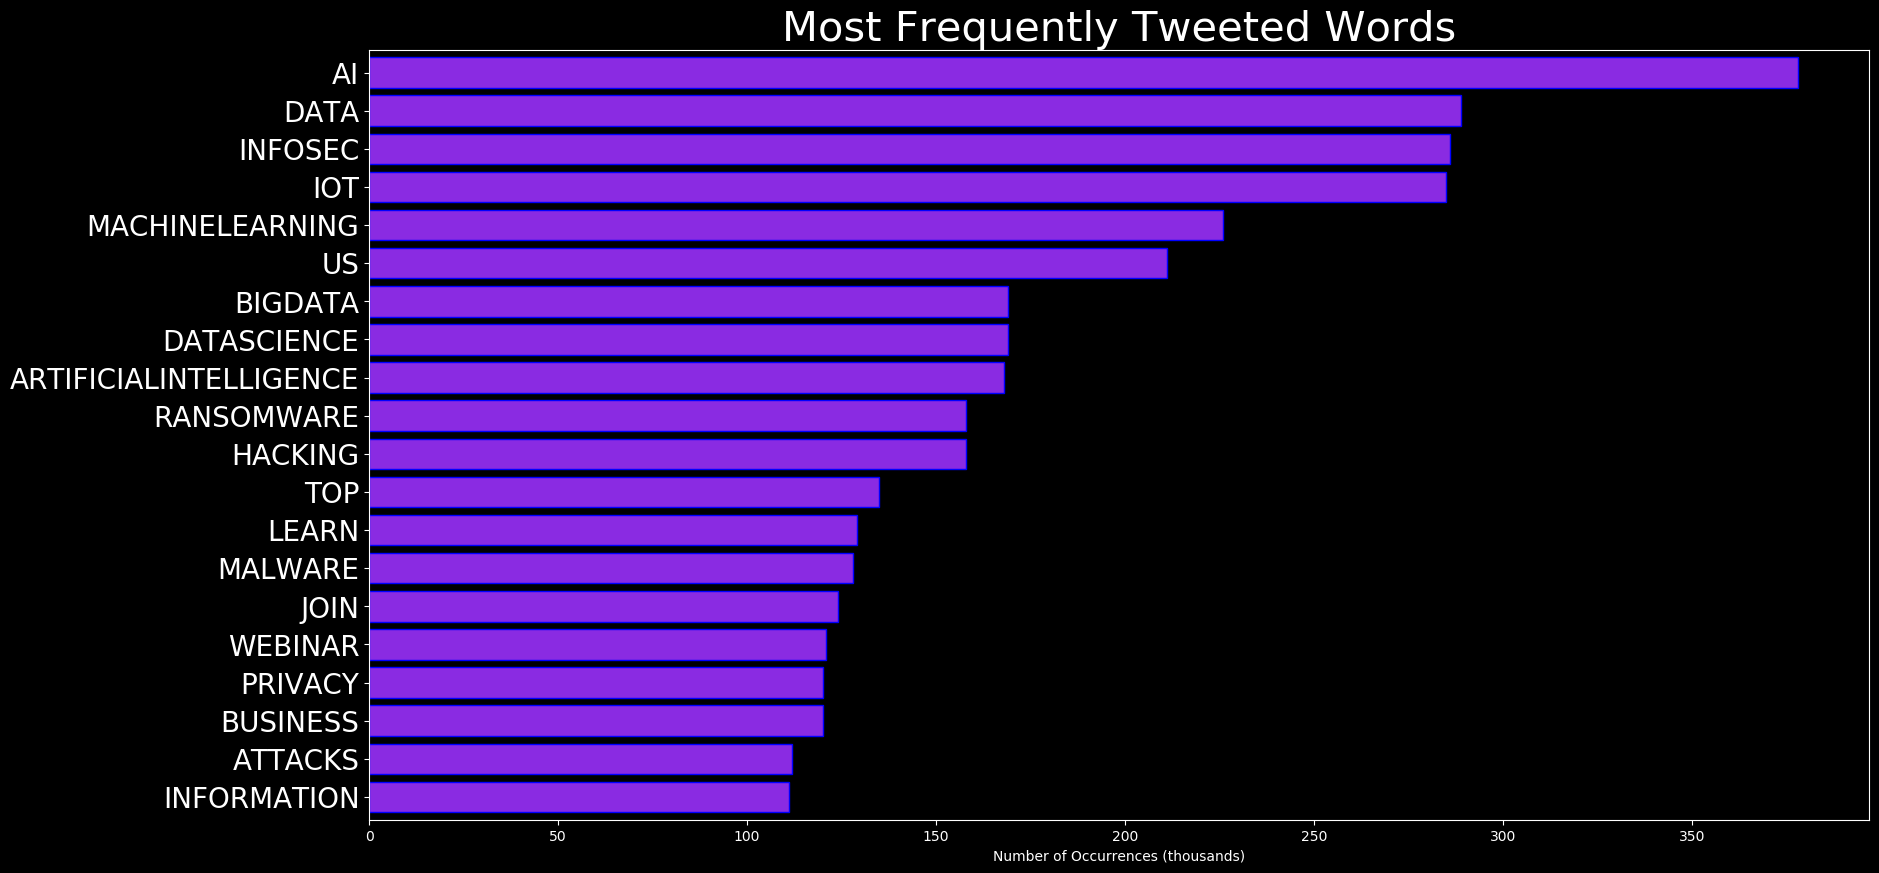 Most Frequently Tweeted Words
AI
DATA
INFOSEC
IOT
MACHINELEARNING
US
BIGDATA
DATASCIENCE
ARTIFICIALINTELLIGENCE
RANSOMWARE
HACKING
TOP
LEARN
MALWARE
JOIN
WEBINAR
PRIVACY
BUSINESS
ATTACKS
INFORMATION
0 50 100 150 200 250 300 350
Number of Occurrences (thousands)